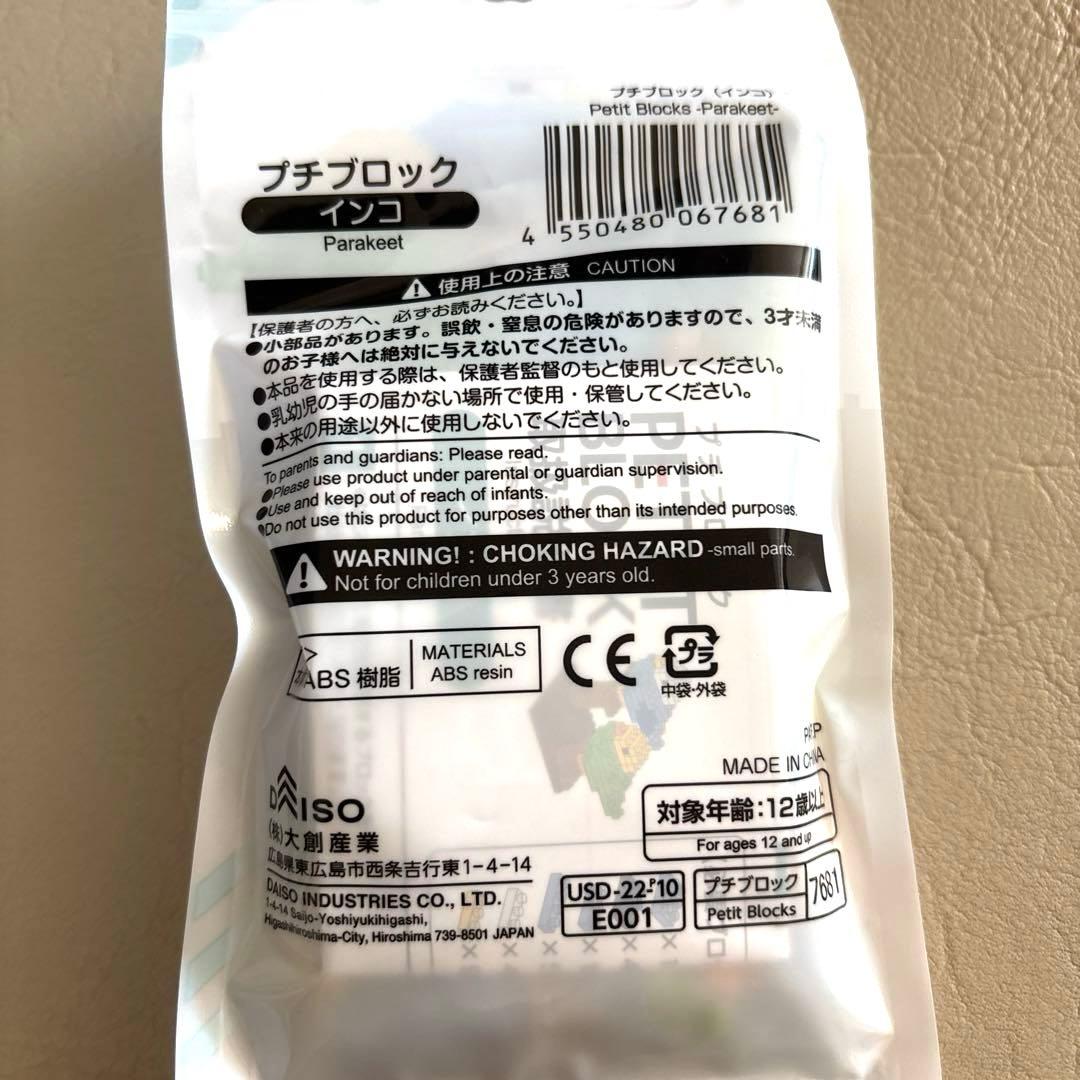 プチブロック（インコ）
Petit Blocks -Parakeet-
4 550480 067681
プチブロック
インコ
Parakeet
使用上の注意 CAUTION
【保護者の方へ、必ずお読みください。】
●小部品があります。誤飲・窒息の危険がありますので、3才未満
のお子様へは絶対に与えないでください。
●本品を使用する際は、保護者監督のもと使用してください。
●乳幼児の手の届かない場所で使用・保管してください。
●本来の用途以外に使用しないでください。
To parents and guardians: Please read.
●Please use product under parental or guardian supervision.
●Use and keep out of reach of infants.
●Do not use this product for purposes other than its intended purposes.
WARNING! : CHOKING HAZARD -small parts.
Not for children under 3 years old.
ABS 樹脂
MATERIALS
ABS resin
CE
プラ
中袋・外袋
MADE IN CHINA
対象年齢:12歳以上
For ages 12 and up
DAISO
(株)大創産業
広島県東広島市西条吉行東1-4-14
DAISO INDUSTRIES CO., LTD.
1-4-14 Saijo-Yoshiyukihigashi,
Higashihiroshima-City, Hiroshima 739-8501 JAPAN
USD-22-P10
E001
プチブロック
Petit Blocks
7681
PETIT
BLOCK
プチブロック